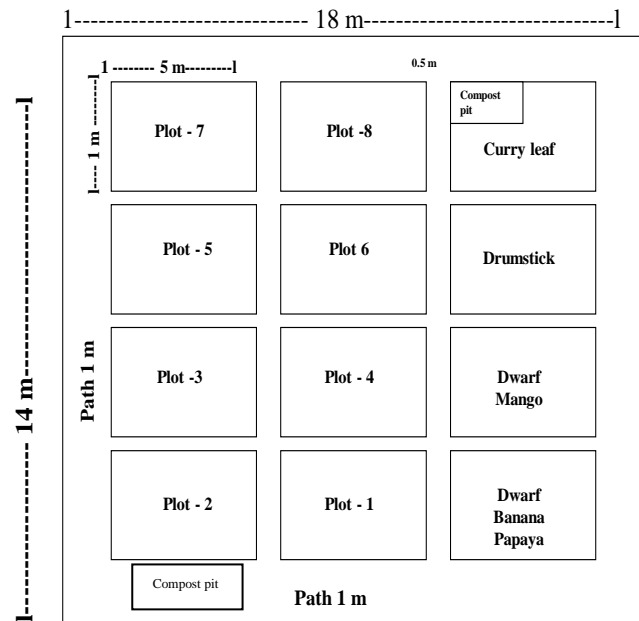 1---------------------------- 18 m-----------------------------l
1 -------- 5 m---------l
0.5 m
l---- 1 m -------l
Plot - 7
Plot -8
Compost
pit
Curry leaf
Plot - 5
Plot 6
Drumstick
l-------------------- 14 m--------------------l
Path 1 m
Plot -3
Plot - 4
Dwarf
Mango
Plot - 2
Plot - 1
Dwarf
Banana
Papaya
Compost pit
Path 1 m